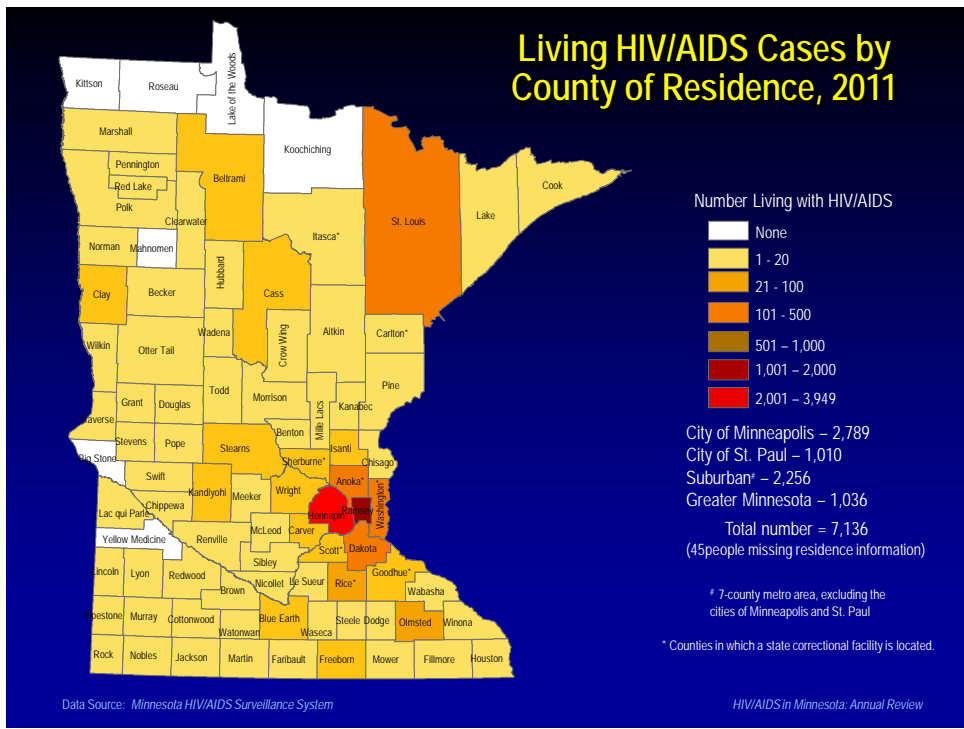 Living HIV/AIDS Cases by
County of Residence, 2011
Kittson
Roseau
Lake of the Woods
Koochiching
Marshall
Pennington
Red Lake
Polk
Beltrami
Clearwater
Itasca*
St. Louis
Lake
Cook
Norman
Mahnomen
Hubbard
Clay
Becker
Cass
Wadena
Crow Wing
Aitkin
Carlton*
Wilkin
Otter Tail
Todd
Morrison
Mille Lacs
Kanabec
Pine
Grant
Douglas
raverse
Stevens
Pope
Stearns
Benton
Isanti
Big Stone
Sherburne*
Chisago
Swift
Kandiyohi
Meeker
Wright
Anoka*
Washington*
Lac qui Parle
Chippewa
Hennepin
Ramsey
Yellow Medicine
Renville
McLeod
Carver
Scott*
Dakota
Sibley
Lincoln
Lyon
Redwood
Brown
Nicollet
Le Sueur
Rice*
Goodhue*
Wabasha
Pipestone
Murray
Cottonwood
Watonwan
Blue Earth
Waseca
Steele
Dodge
Olmsted
Winona
Rock
Nobles
Jackson
Martin
Faribault
Freeborn
Mower
Fillmore
Houston
Number Living with HIV/AIDS
None
1 - 20
21 - 100
101 - 500
501 – 1,000
1,001 – 2,000
2,001 – 3,949
City of Minneapolis – 2,789
City of St. Paul – 1,010
Suburban# – 2,256
Greater Minnesota – 1,036
Total number = 7,136
(45people missing residence information)
# 7-county metro area, excluding the
cities of Minneapolis and St. Paul
* Counties in which a state correctional facility is located.
Data Source: Minnesota HIV/AIDS Surveillance System
HIV/AIDS in Minnesota: Annual Review